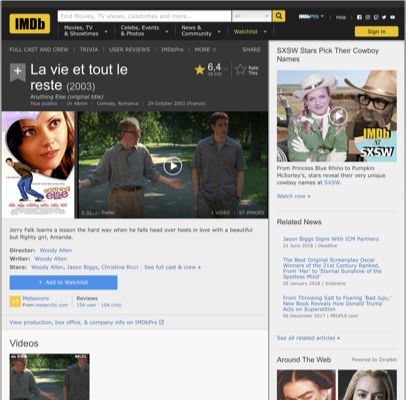 IMDb
Find Movies, TV shows, Celebrities and more...
All
IMDbPro
Help
Movies, TV & Showtimes
Celebs, Events & Photos
News & Community
Watchlist
Sign in
FULL CAST AND CREW | TRIVIA | USER REVIEWS | IMDbPro | MORE
SHARE
La vie et tout le
reste (2003)
Anything Else (original title)
Tous publics | 1h 48min | Comedy, Romance | 29 October 2003 (France)
6,4
Rate This
anything else
Trailer
1 VIDEO | 67 IMAGES
Jerry Falk learns a lesson the hard way when he falls head over heels in love with a beautiful
but flighty girl, Amanda.
Director: Woody Allen
Writer: Woody Allen
Stars: Woody Allen, Jason Biggs, Christina Ricci | See full cast & crew »
+ Add to Watchlist
Metascore
From metacritic.com
Reviews
user | critic
View production, box office, & company info on IMDbPro
Videos
SXSW Stars Pick Their Cowboy
Names
IMDb
AT
SXSW
From Princess Blue Rhino to Pumpkin
McSorley's, stars reveal their very unique
cowboy names at SXSW.
Watch now »
Related News
Jason Biggs Signs With ICM Partners
21 June 2018 | Deadline
The Best Original Screenplay Oscar
Winners of the 21st Century Ranked,
From 'Her' to 'Eternal Sunshine of the
Spotless Mind'
05 January 2018 | Indiewire
From Throwing Salt to Fearing 'Bad Juju,'
New Book Reveals How Donald Trump
Acts on Superstition
06 December 2017 | PEOPLE.com
See all related articles »
Around The Web
Powered by ZergNet